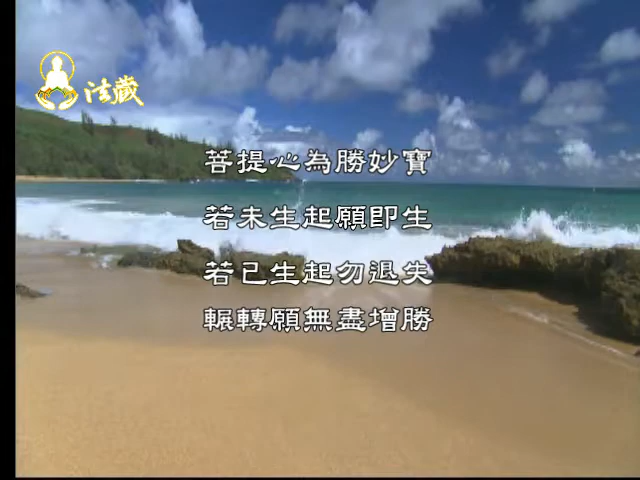 法藏
菩提心為勝妙寶
若未生起願即生
若已生起勿退失
輾轉願無盡增勝